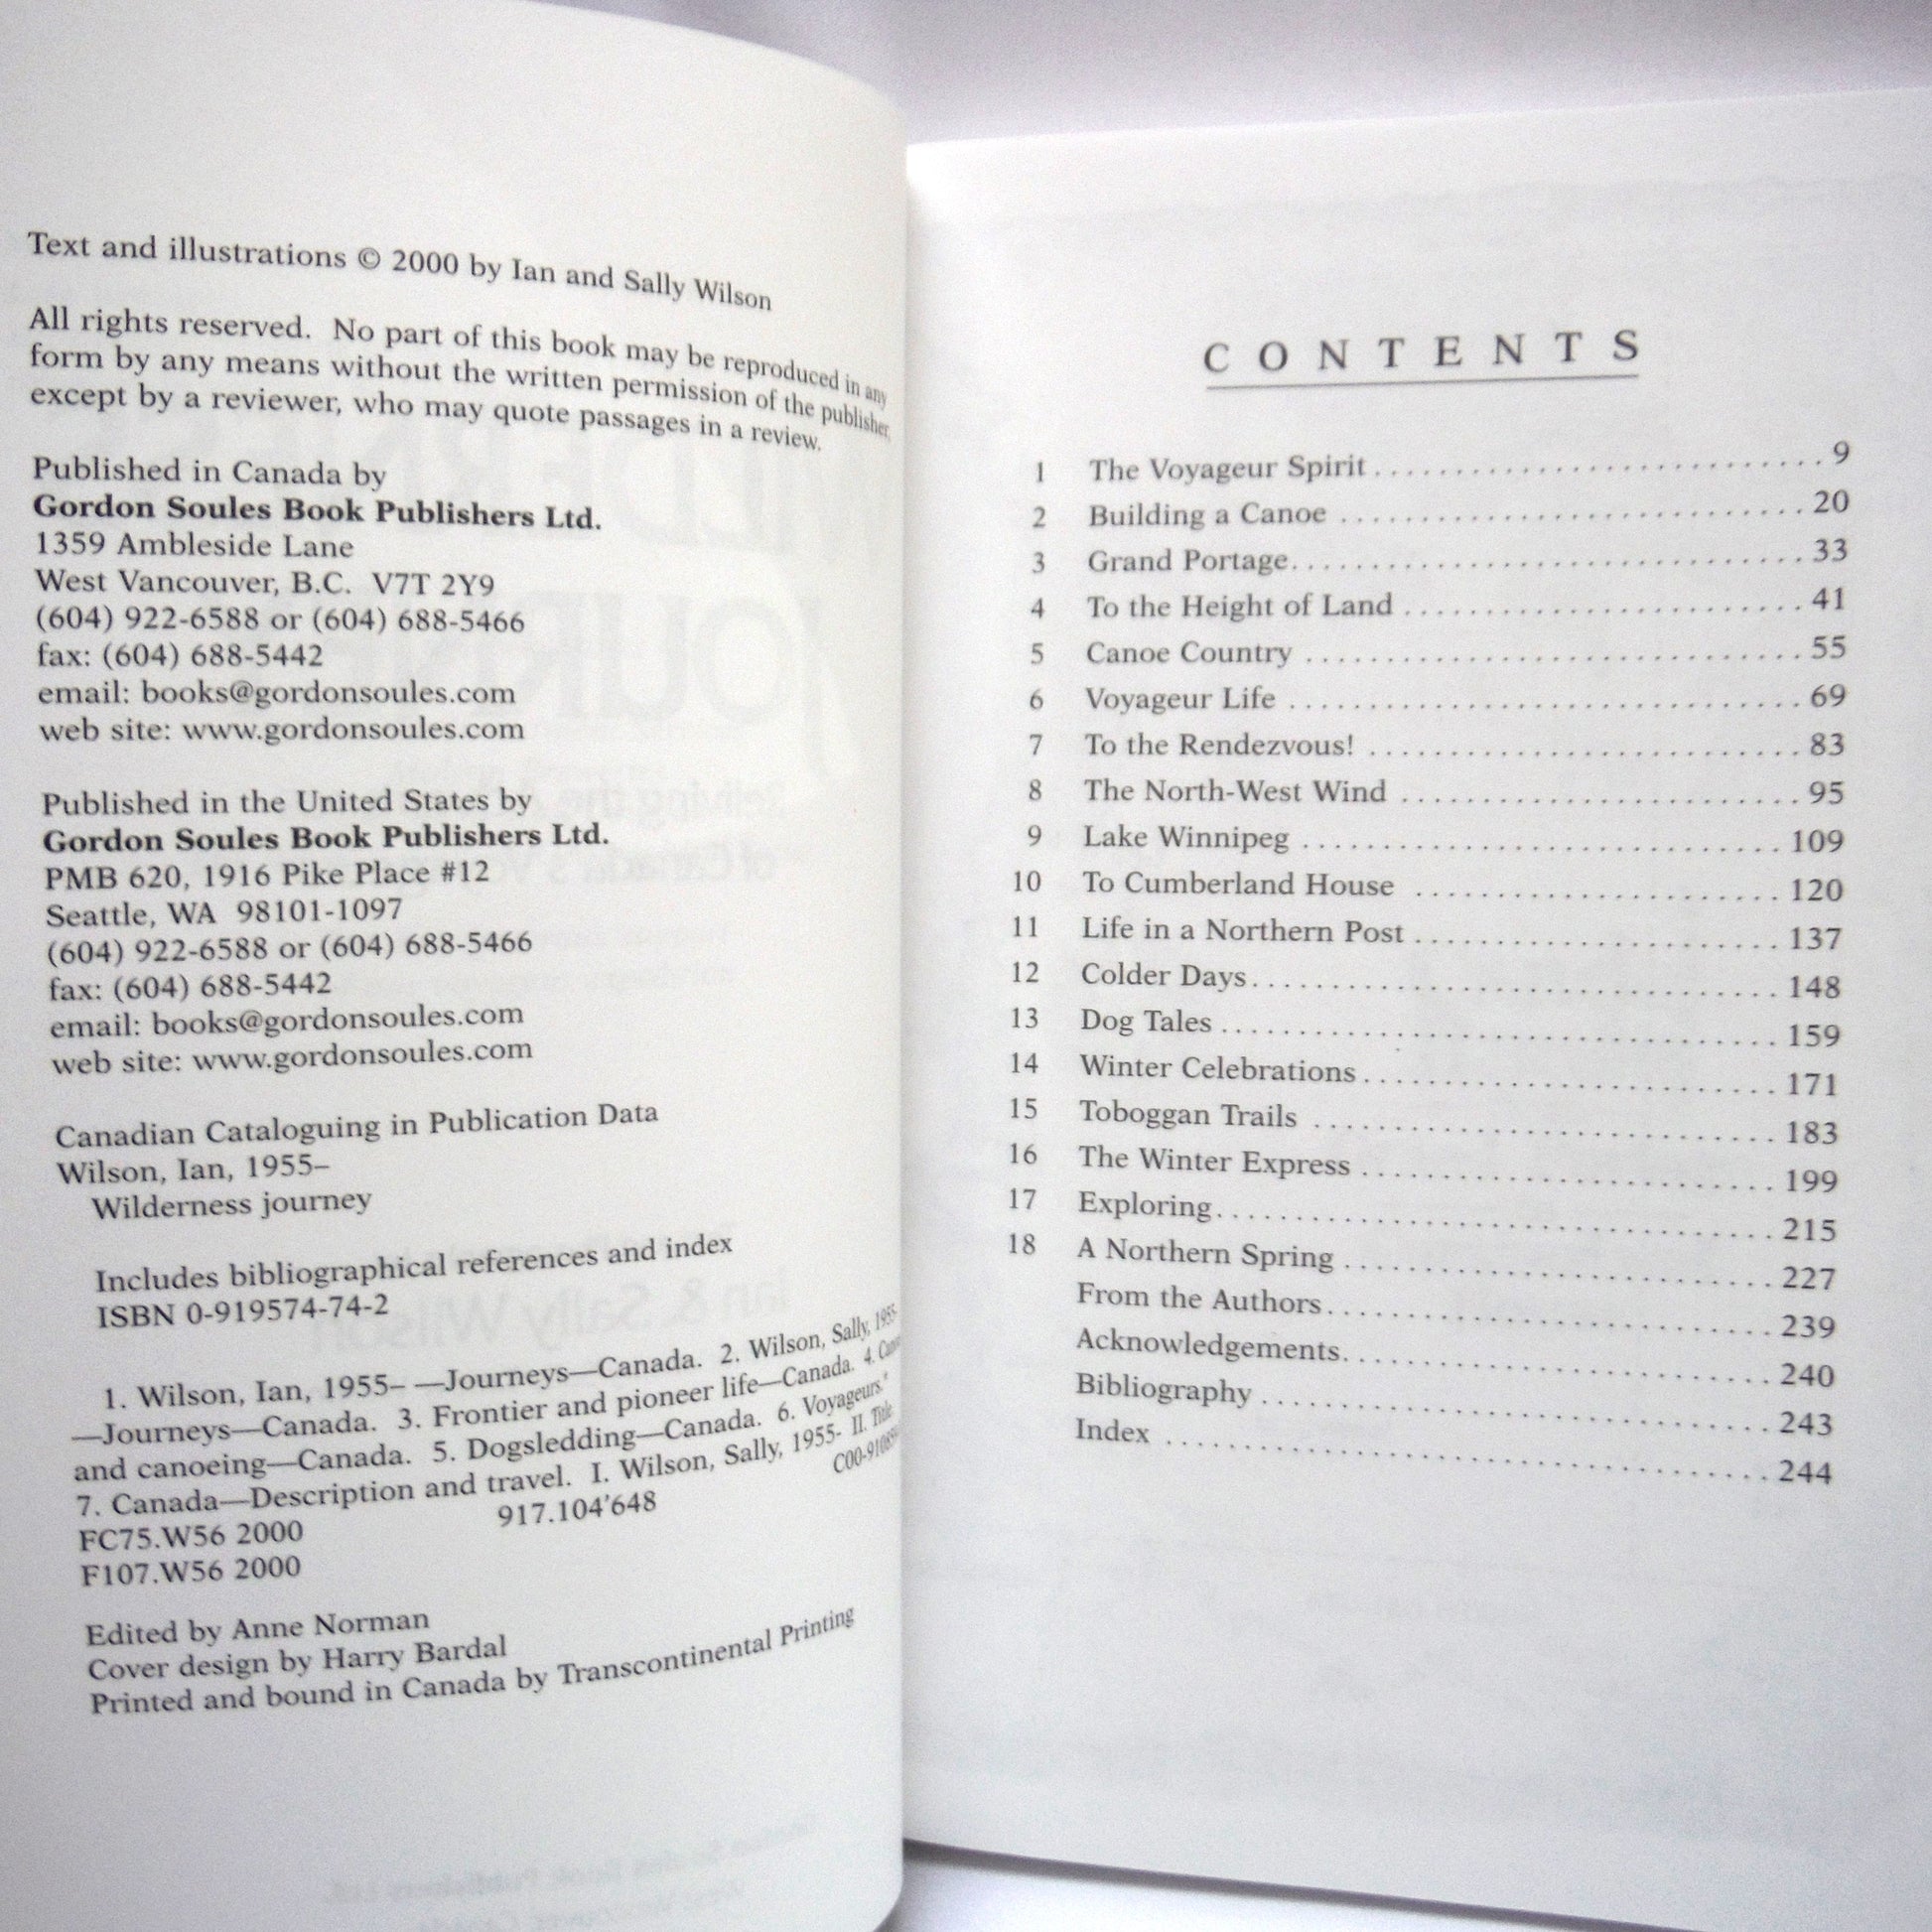 Text and illustrations © 2000 by Ian and Sally Wilson
All rights reserved. No part of this book may be reproduced in any
form by any means without the written permission of the publisher,
except by a reviewer, who may quote passages in a review.
Published in Canada by
Gordon Soules Book Publishers Ltd.
1359 Ambleside Lane
West Vancouver, B.C. V7T 2Y9
(604) 922-6588 or (604) 688-5466
fax: (604) 688-5442
email: books@gordonsoules.com
web site: www.gordonsoules.com
Published in the United States by
Gordon Soules Book Publishers Ltd.
PMB 620, 1916 Pike Place #12
Seattle, WA 98101-1097
(604) 922-6588 or (604) 688-5466
fax: (604) 688-5442
email: books@gordonsoules.com
web site: www.gordonsoules.com
Canadian Cataloguing in Publication Data
Wilson, Ian, 1955–
Wilderness journey
Includes bibliographical references and index
ISBN 0-919574-74-2
1. Wilson, Ian, 1955– —Journeys—Canada. 2. Wilson, Sally, 1955-
—Journeys—Canada. 3. Frontier and pioneer life—Canada. 4.
and canoeing—Canada. 5. Dogsledding—Canada. 6. Voyageurs.*
7. Canada—Description and travel. I. Wilson, Sally, 1955- II. Title
FC75.W56 2000 917.104'648
F107.W56 2000
Edited by Anne Norman
Cover design by Harry Bardal
Printed and bound in Canada by Transcontinental Printing
CONTENTS
1 The Voyageur Spirit 9
2 Building a Canoe 20
3 Grand Portage 33
4 To the Height of Land 41
5 Canoe Country 55
6 Voyageur Life 69
7 To the Rendezvous! 83
8 The North-West Wind 95
9 Lake Winnipeg 109
10 To Cumberland House 120
11 Life in a Northern Post 137
12 Colder Days 148
13 Dog Tales 159
14 Winter Celebrations 171
15 Toboggan Trails 183
16 The Winter Express 199
17 Exploring 215
18 A Northern Spring 227
From the Authors 239
Acknowledgements 240
Bibliography 243
Index 244